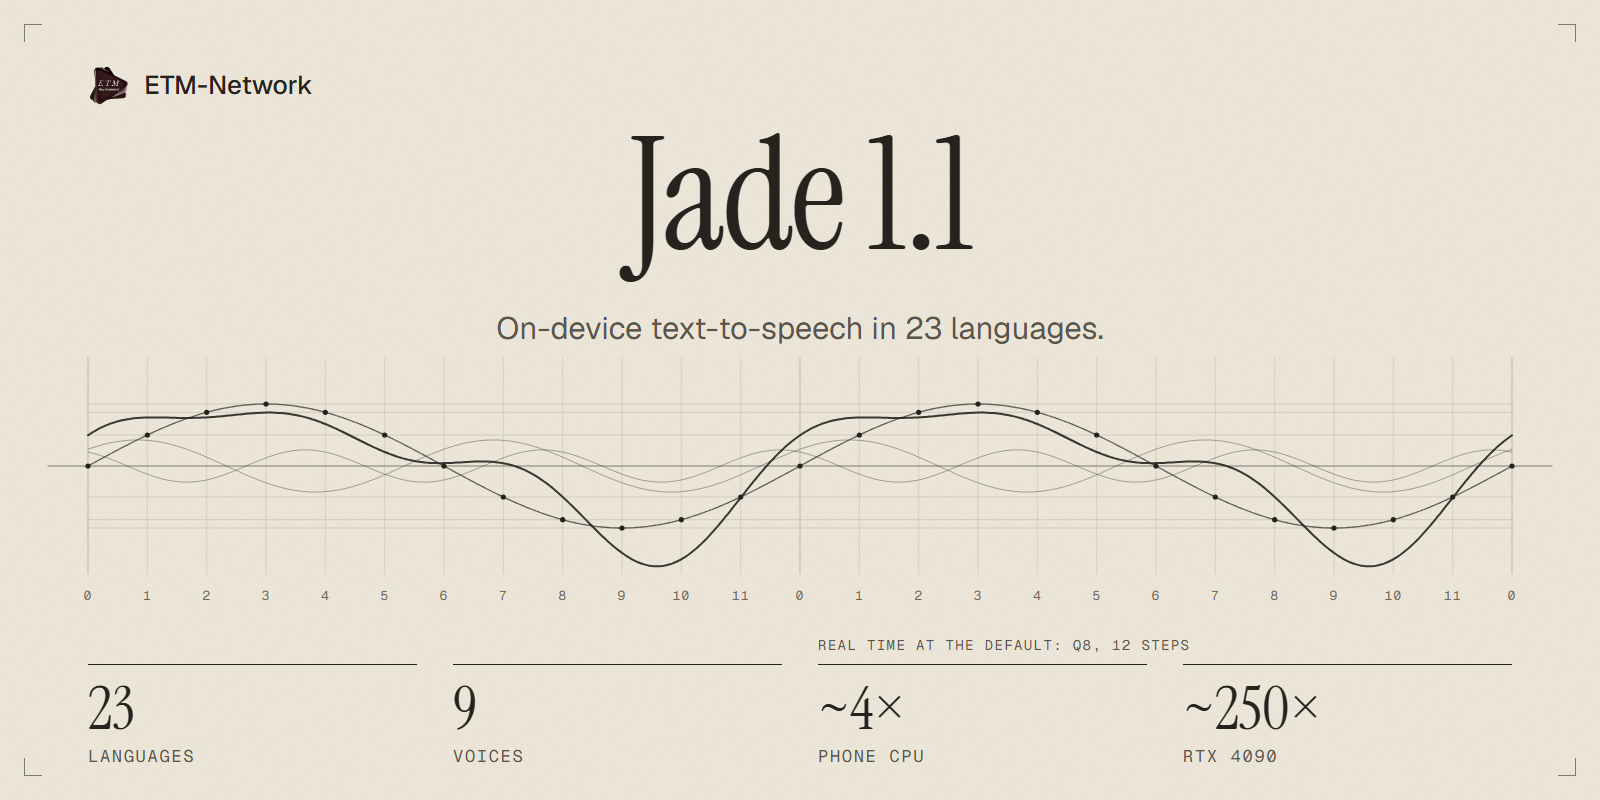 ETM
ETM-Network
Jade 1.1
On-device text-to-speech in 23 languages.
0 1 2 3 4 5 6 7 8 9 10 11 0 1 2 3 4 5 6 7 8 9 10 11 0
REAL TIME AT THE DEFAULT: Q8, 12 STEPS
23 9 ~4× ~250×
LANGUAGES VOICES PHONE CPU RTX 4090